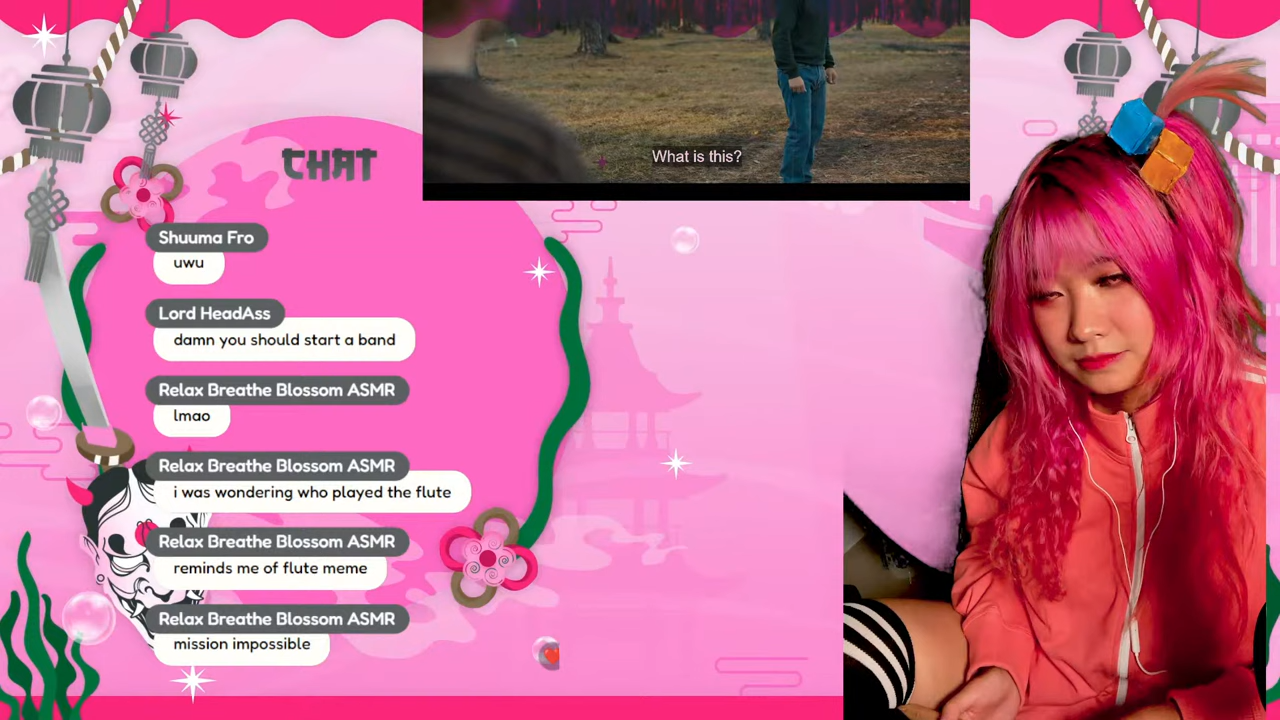 What is this?
CHAT
Shuuma Fro
uwu
Lord HeadAss
damn you should start a band
Relax Breathe Blossom ASMR
lmao
Relax Breathe Blossom ASMR
i was wondering who played the flute
Relax Breathe Blossom ASMR
reminds me of flute meme
Relax Breathe Blossom ASMR
mission impossible